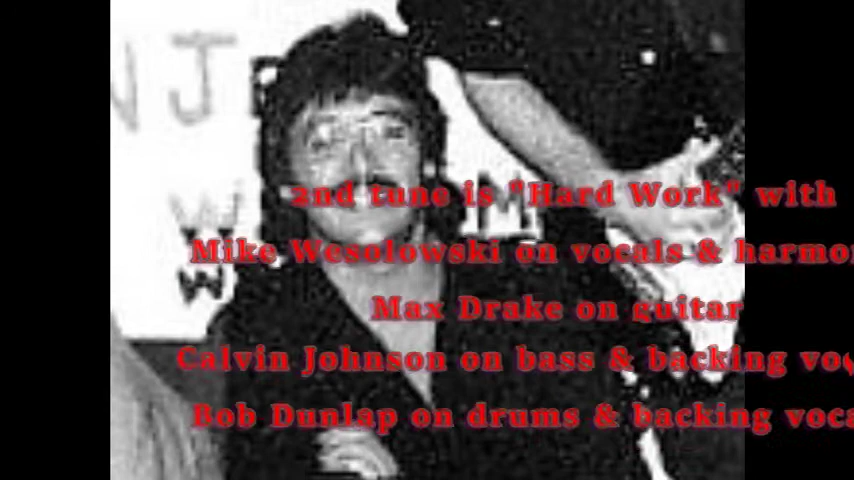 NJ
W M
W
2nd tune is "Hard Work" with
Mike Wesolowski on vocals & harmo
Max Drake on guitar
Calvin Johnson on bass & backing vo
Bob Dunlap on drums & backing voca